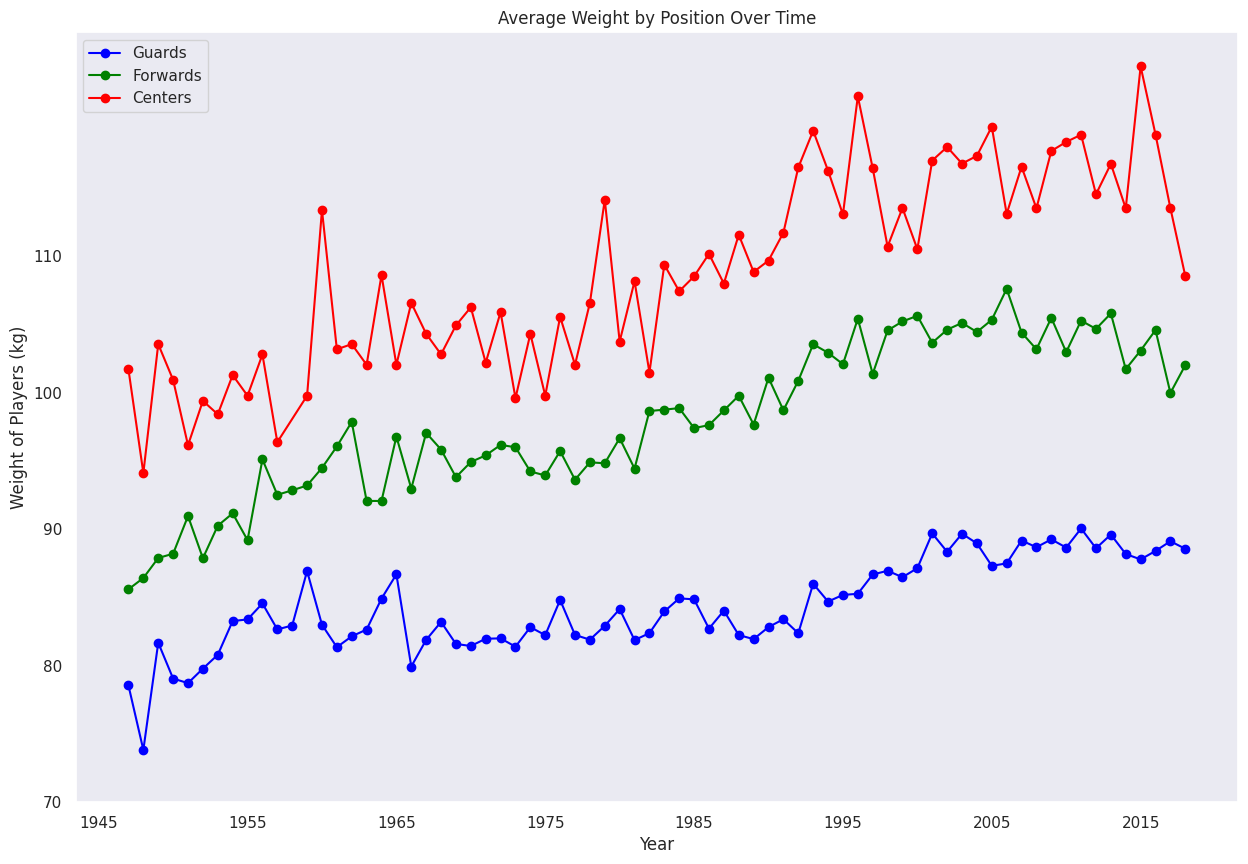 Average Weight by Position Over Time
Guards
Forwards
Centers
Weight of Players (kg)
110
100
90
80
70
1945 1955 1965 1975 1985 1995 2005 2015
Year